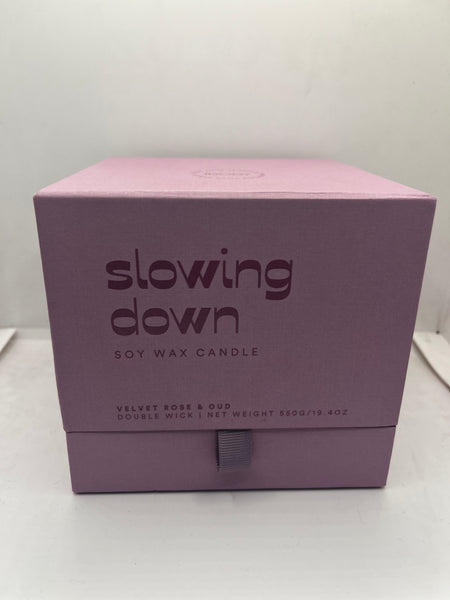 slowing
down
SOY WAX CANDLE
VELVET ROSE & OUD
DOUBLE WICK | NET WEIGHT 550G/19.4OZ